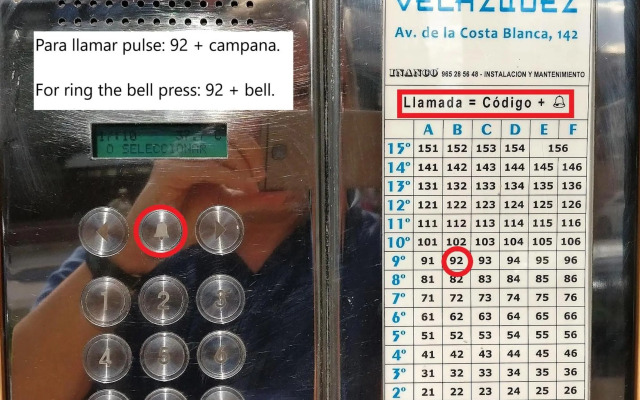 Para llamar pulse: 92 + campana.
For ring the bell press: 92 + bell.
O SELECCIONAR
1 2 3
4 5 6
VELAZQUEZ
Av. de la Costa Blanca, 142
INANCO 965 28 56 48 - INSTALACION Y MANTENIMIENTO
Llamada = Código +
A B C D E F
15º 151 152 153 154 156
14º 141 142 143 144 145 146
13º 131 132 133 134 135 136
12º 121 122 123 124 125 126
11º 111 112 113 114 115 116
10º 101 102 103 104 105 106
9º 91 92 93 94 95 96
8º 81 82 83 84 85 86
7º 71 72 73 74 75 76
6º 61 62 63 64 65 66
5º 51 52 53 54 55 56
4º 41 42 43 44 45 46
3º 31 32 33 34 35 36
2º 21 22 23 24 25 26